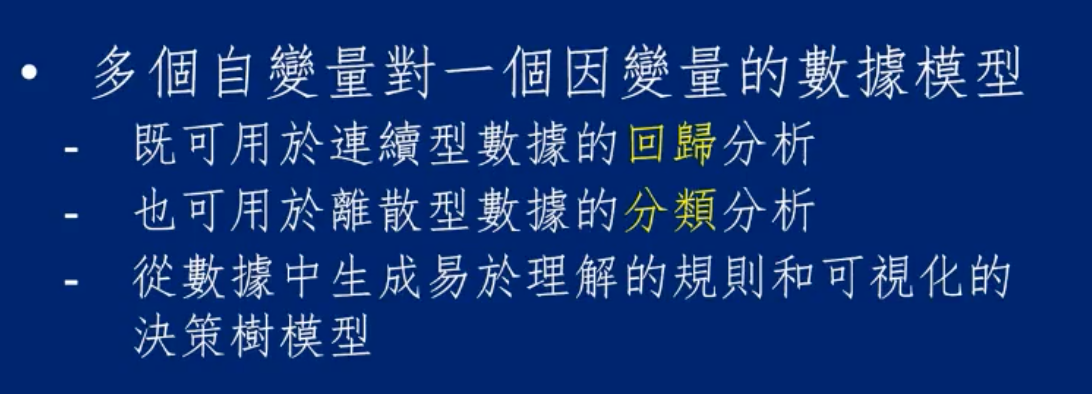 • 多個自變量對一個因變量的數據模型
- 既可用於連續型數據的回歸分析
- 也可用於離散型數據的分類分析
- 從數據中生成易於理解的規則和可視化的
決策樹模型